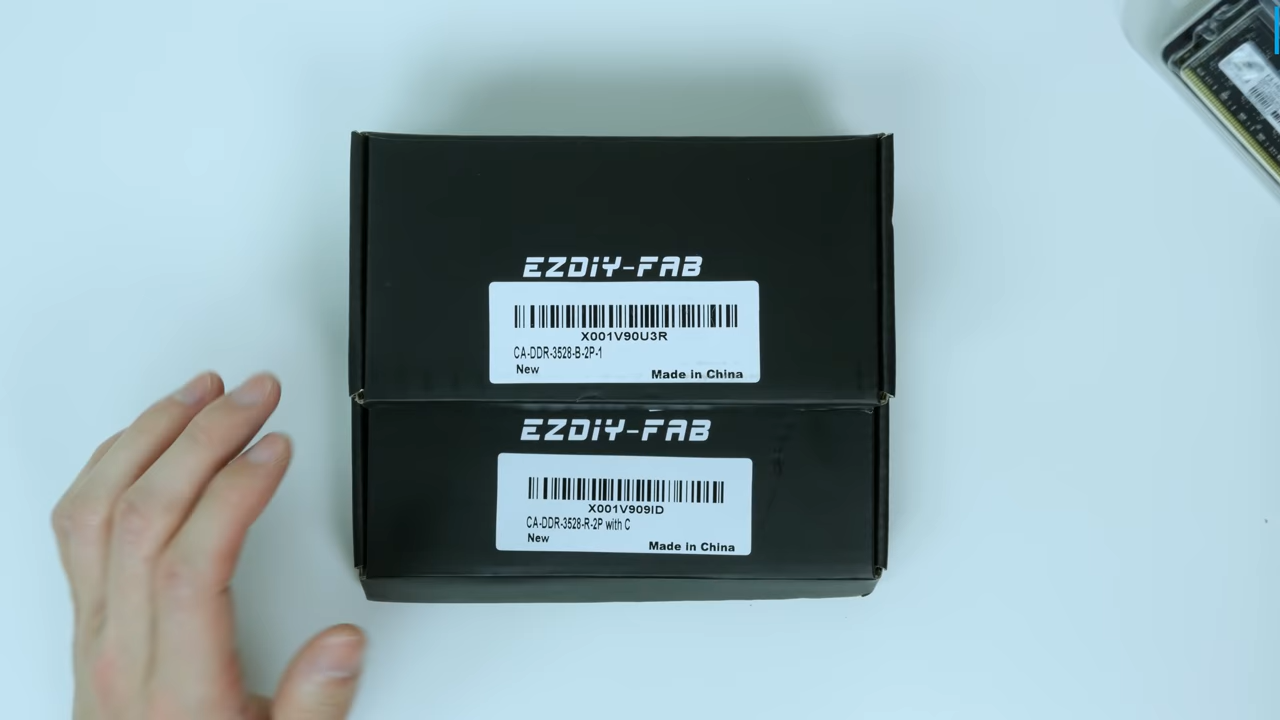 EZDIY-FAB
X001V90U3R
CA-DDR-3528-B-2P-1
New
Made in China
EZDIY-FAB
X001V909ID
CA-DDR-3528-R-2P with C
New
Made in China